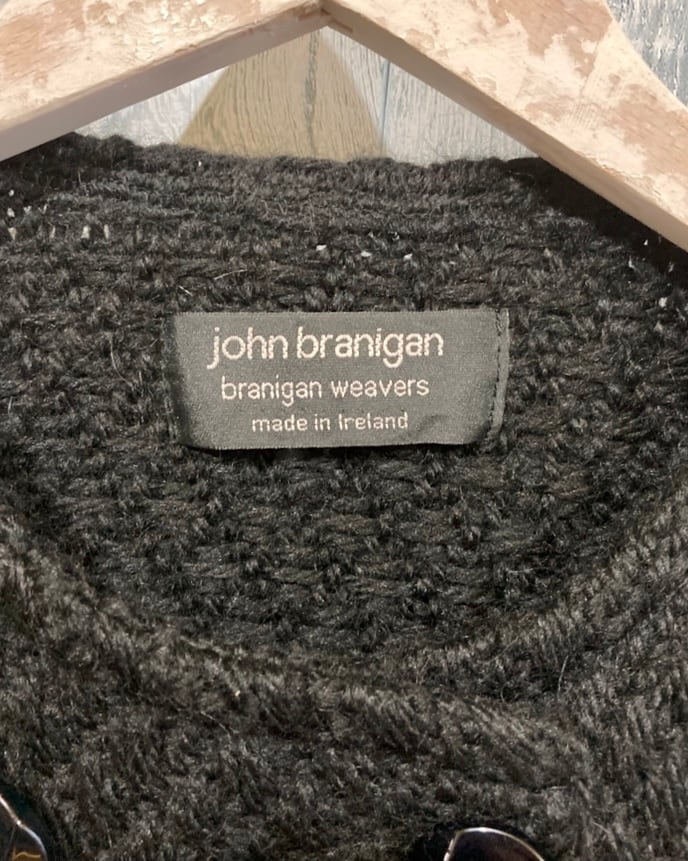 john branigan
branigan weavers
made in Ireland